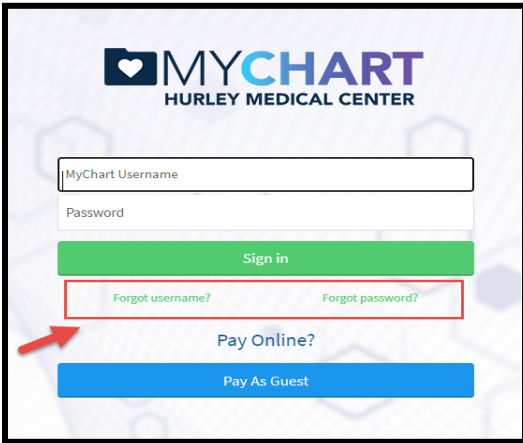 MYCHART
HURLEY MEDICAL CENTER
MyChart Username
Password
Sign in
Forgot username? Forgot password?
Pay Online?
Pay As Guest